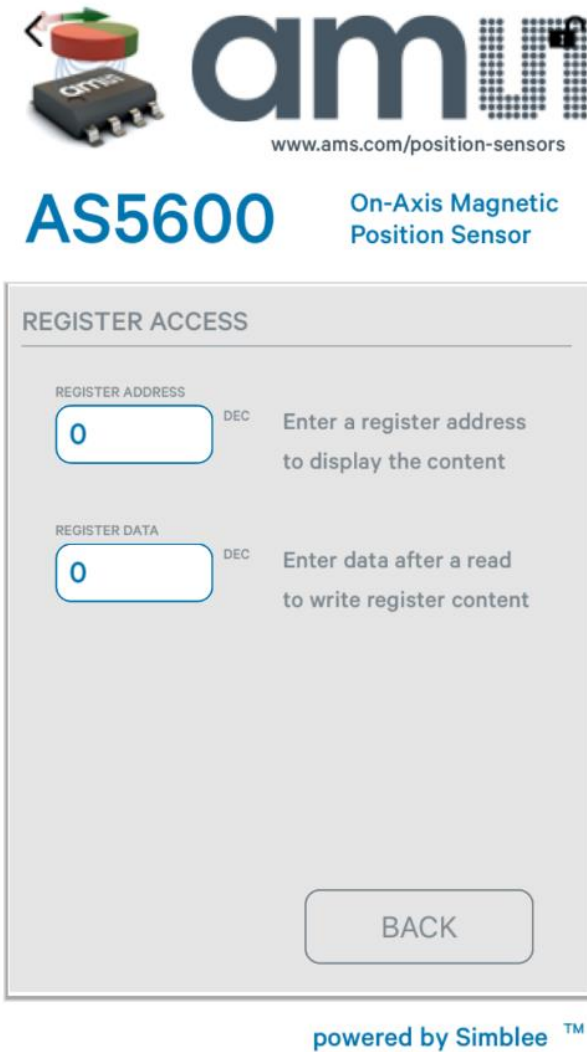 ams
am
www.ams.com/position-sensors
AS5600
On-Axis Magnetic
Position Sensor
REGISTER ACCESS
REGISTER ADDRESS
0
DEC
Enter a register address
to display the content
REGISTER DATA
0
DEC
Enter data after a read
to write register content
BACK
powered by Simblee ™